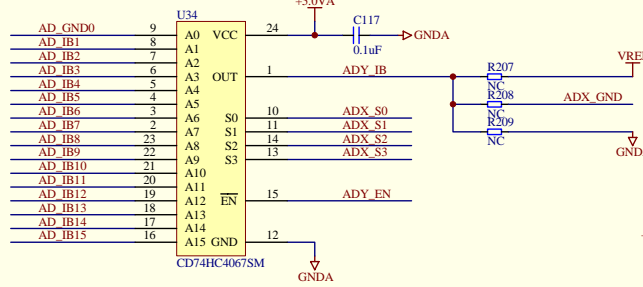 +5.0VA
U34
C117
0.1uF
GNDA
AD_GND0 9 A0 VCC 24
AD_IB1 8 A1
AD_IB2 7 A2
AD_IB3 6 A3 OUT 1 ADY_IB
AD_IB4 5 A4
AD_IB5 4 A5
AD_IB6 3 A6 S0 10 ADX_S0
AD_IB7 2 A7 S1 11 ADX_S1
AD_IB8 23 A8 S2 14 ADX_S2
AD_IB9 22 A9 S3 13 ADX_S3
AD_IB10 21 A10
AD_IB11 20 A11
AD_IB12 19 A12 EN 15 ADY_EN
AD_IB13 18 A13
AD_IB14 17 A14
AD_IB15 16 A15 GND 12
CD74HC4067SM
GNDA
R207
NC
VREF
R208
NC
ADX_GND
R209
NC
GND